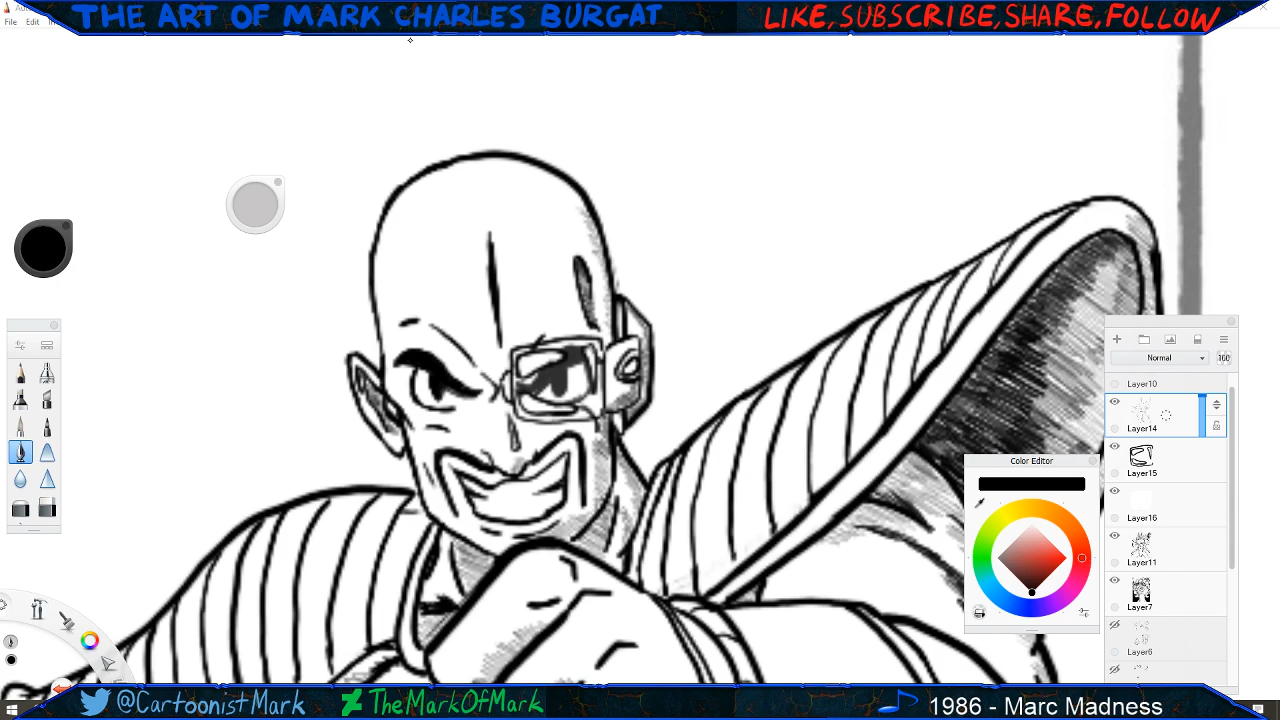 THE ART OF MARK CHARLES BURGAT
LIKE, SUBSCRIBE, SHARE, FOLLOW
File Edit
Normal
100
Layer10
Layer14
Layer15
Layer16
Layer11
Layer7
Layer6
Color Editor
@CartoonistMark
TheMarkOfMark
1986 - Marc Madness